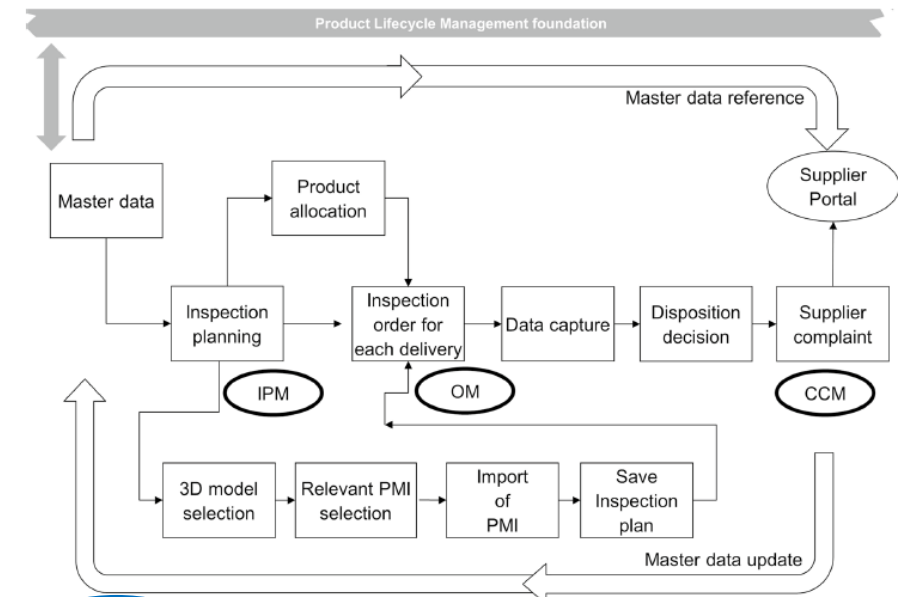 Product Lifecycle Management foundation
Master data reference
Master data
Product
allocation
Supplier
Portal
Inspection
planning
Inspection
order for
each delivery
Data capture
Disposition
decision
Supplier
complaint
IPM
OM
CCM
3D model
selection
Relevant PMI
selection
Import
of
PMI
Save
Inspection
plan
Master data update